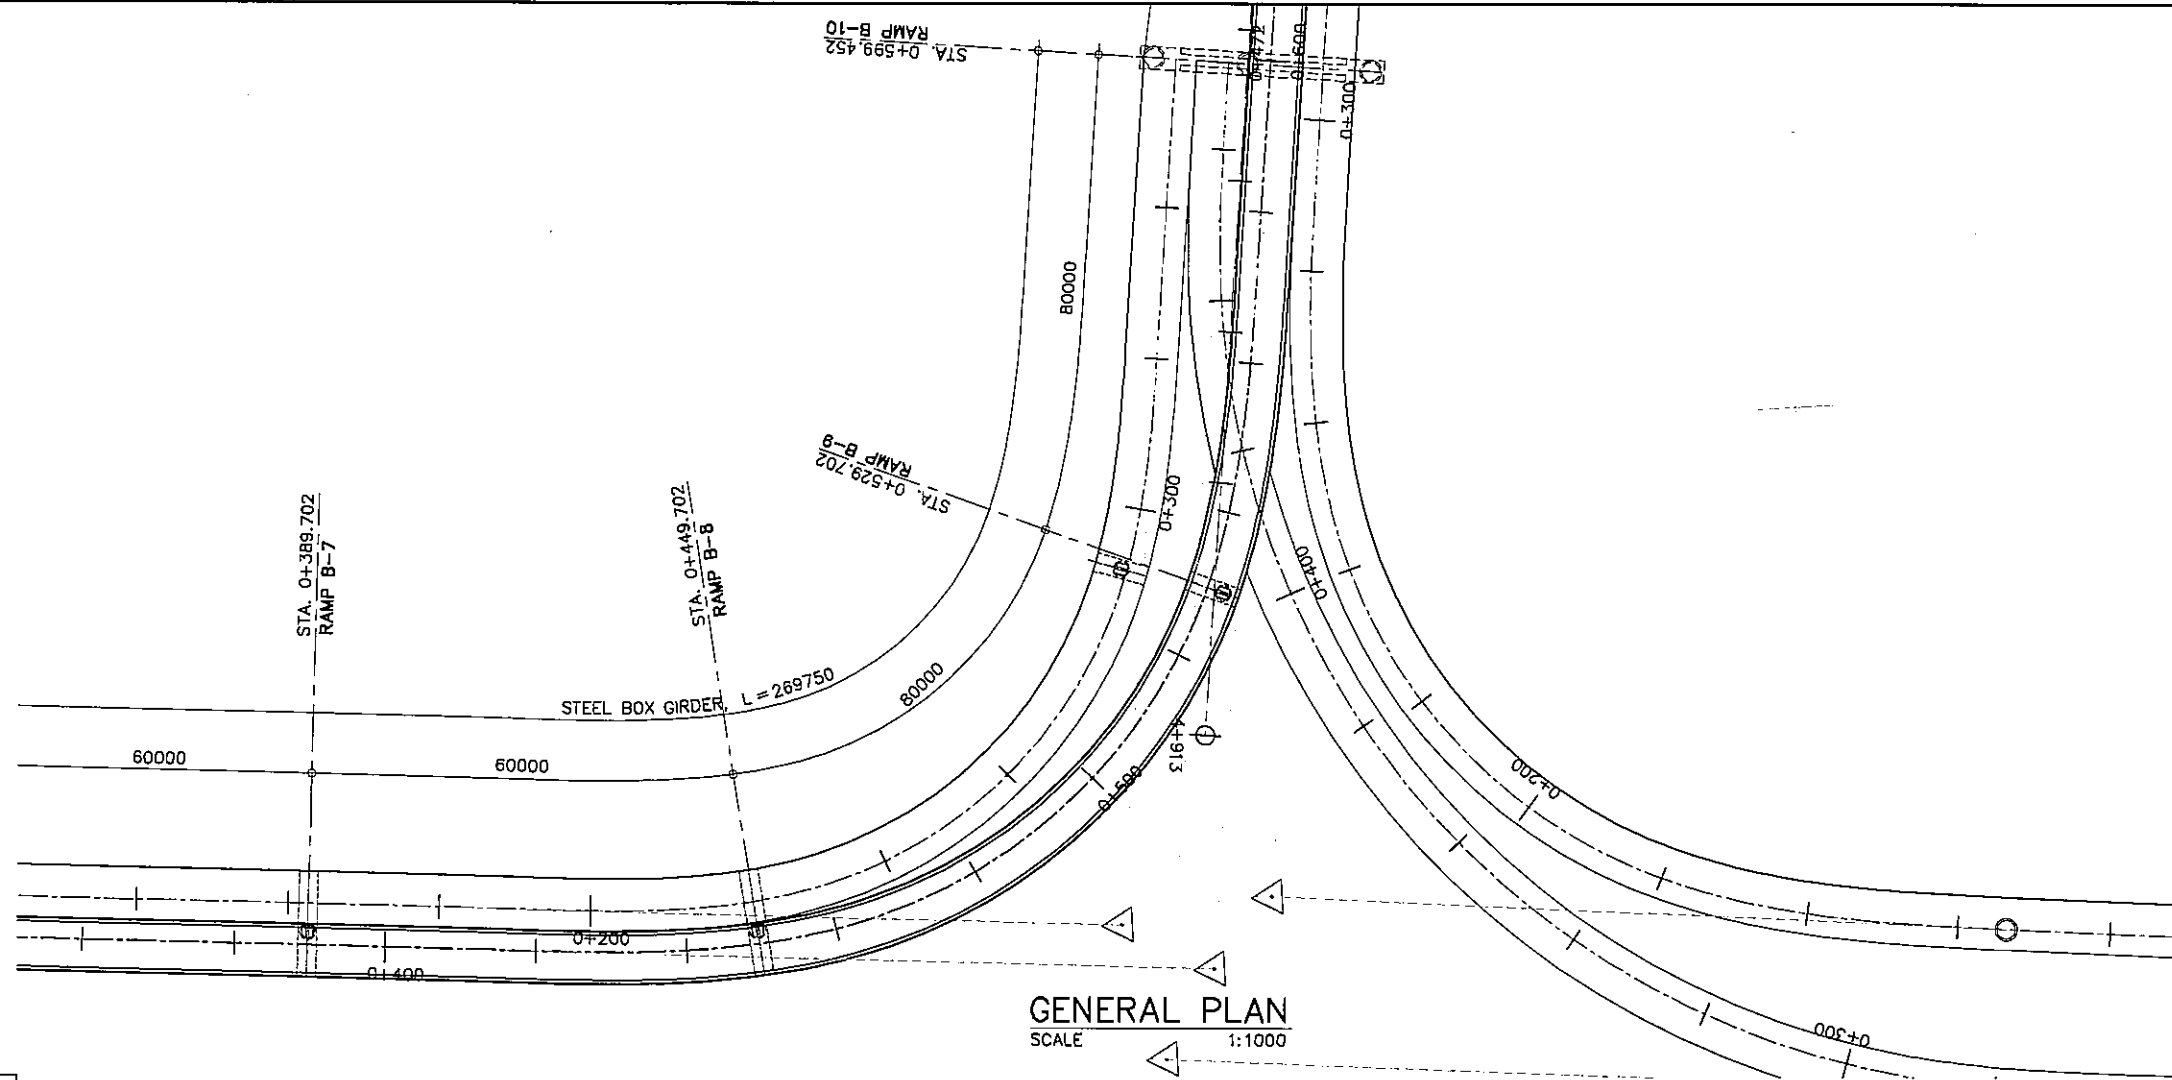 STA. 0+599.452
RAMP B-10
0+600
0+300
80000
STA. 0+529.702
RAMP B-9
0+300
STA. 0+389.702
RAMP B-7
STA. 0+449.702
RAMP B-8
0+400
STEEL BOX GIRDER, L=269750
80000
4+913
60000
60000
0+500
0+200
0+200
0+400
GENERAL PLAN
SCALE 1:1000
0+300